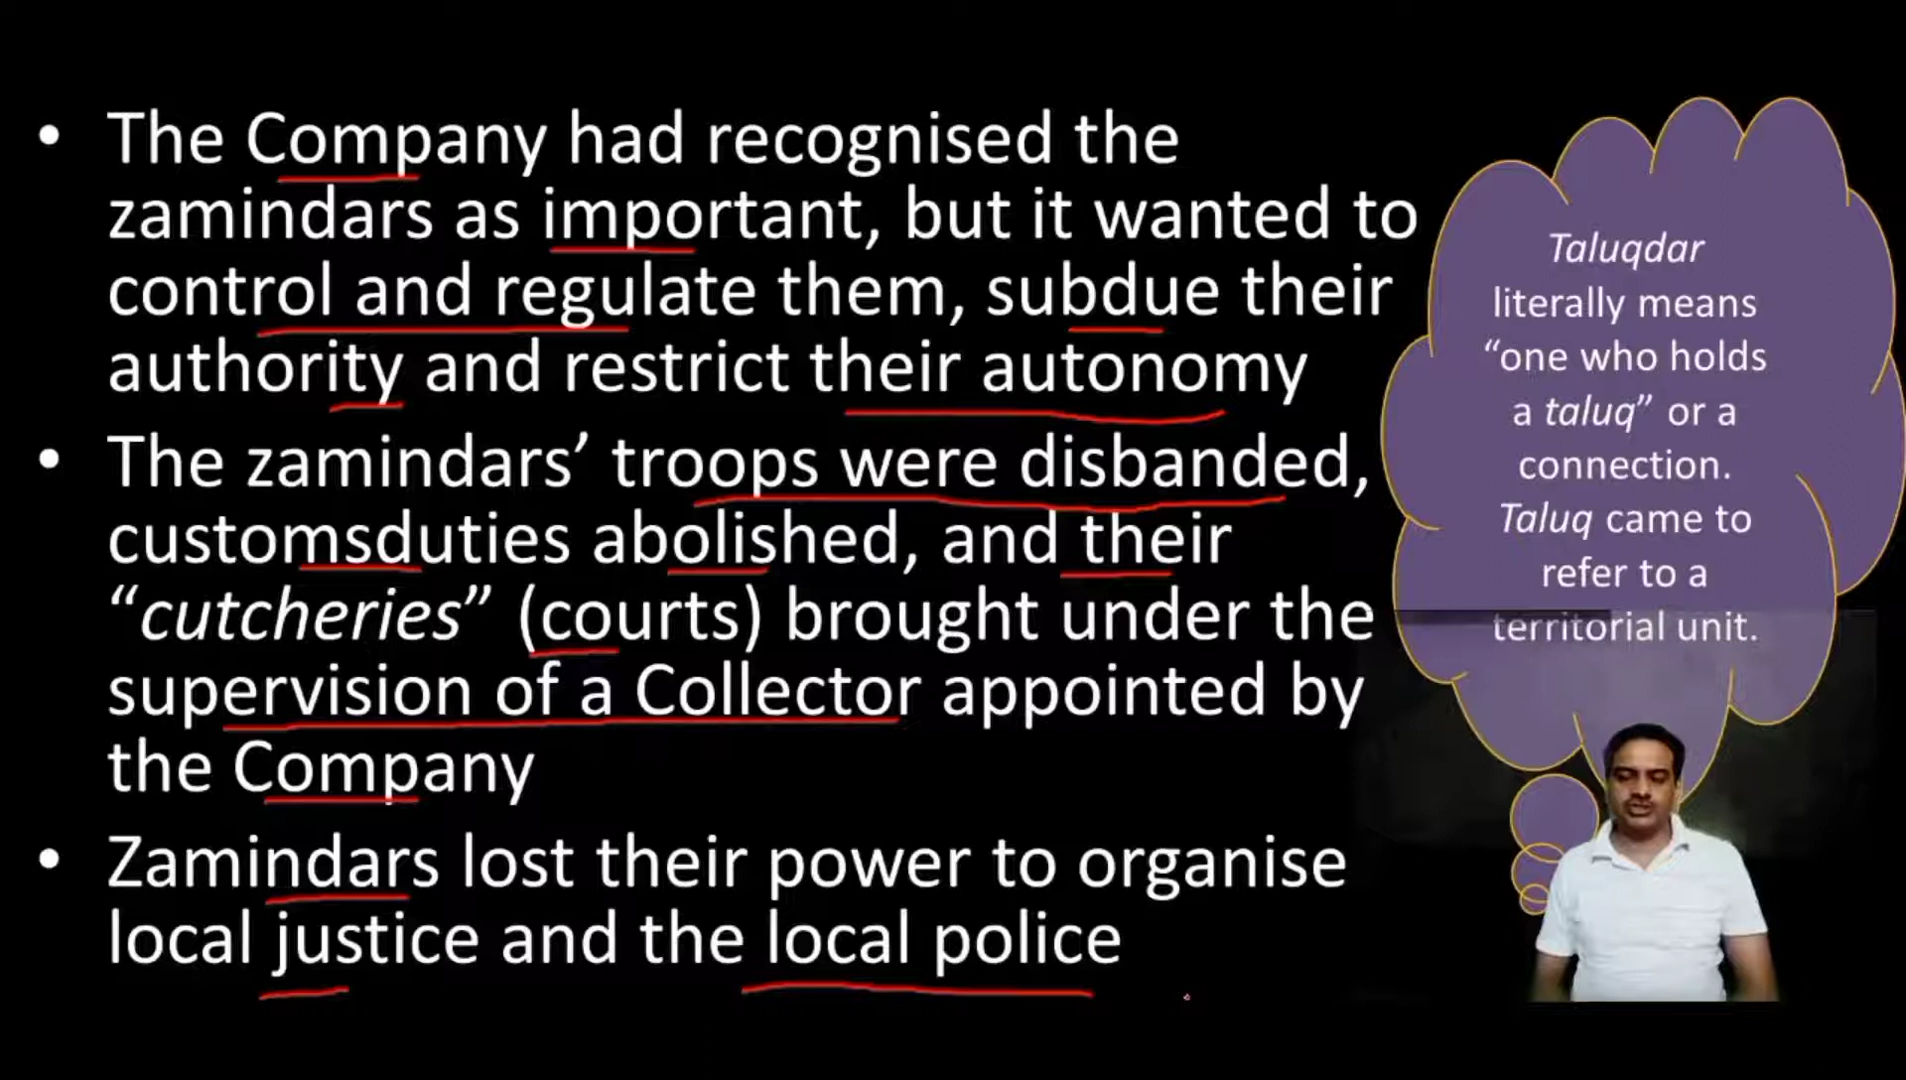 • The Company had recognised the
zamindars as important, but it wanted to
control and regulate them, subdue their
authority and restrict their autonomy
• The zamindars’ troops were disbanded,
customsduties abolished, and their
“cutcheries” (courts) brought under the
supervision of a Collector appointed by
the Company
• Zamindars lost their power to organise
local justice and the local police
Taluqdar
literally means
“one who holds
a taluq” or a
connection.
Taluq came to
refer to a
territorial unit.